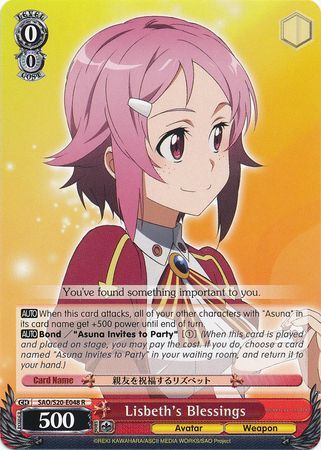 LEVEL
0
0
COST
You've found something important to you.
AUTO When this card attacks, all of your other characters with "Asuna" in
its card name get +500 power until end of turn.
AUTO Bond / "Asuna Invites to Party" [①] (When this card is played
and placed on stage, you may pay the cost. If you do, choose a card
named "Asuna Invites to Party" in your waiting room, and return it to
your hand.)
Card Name 親友を祝福するリズベット
CH SAO/S20-E048 R
500
Lisbeth's Blessings
Avatar Weapon
©REKI KAWAHARA/ASCII MEDIA WORKS/SAO Project